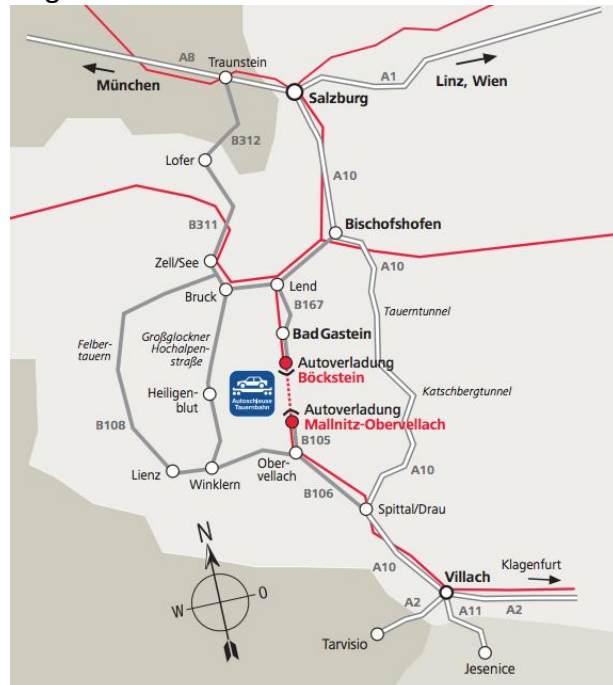 A8
Traunstein
München
A1
Linz, Wien
Salzburg
B312
Lofer
A10
B311
Bischofshofen
Zell/See
A10
Bruck
Lend
B167
Tauerntunnel
Felber-
tauern
Großglockner
Hochalpen-
straße
Bad Gastein
Autoverladung
Böckstein
Autoschleuse
Tauernbahn
Katschbergtunnel
Heiligen-
blut
Autoverladung
Mallnitz-Obervellach
B108
B105
Ober-
vellach
A10
Lienz
Winklern
B106
Spittal/Drau
N
W
O
A10
Villach
Klagenfurt
A2
A11
A2
Tarvisio
Jesenice